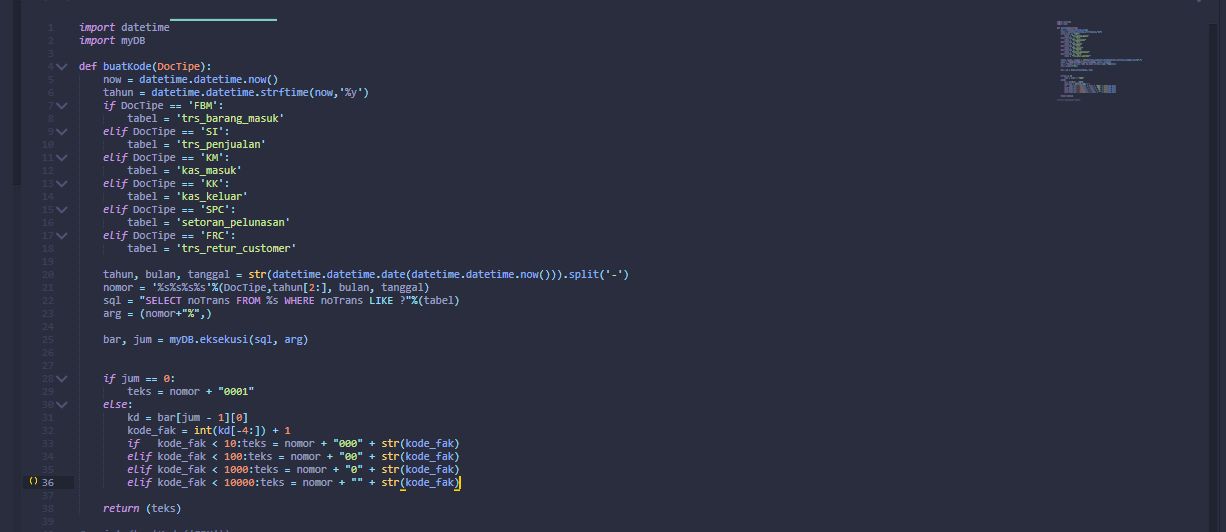 1 import datetime
2 import myDB
3
4 def buatKode(DocTipe):
5 now = datetime.datetime.now()
6 tahun = datetime.datetime.strftime(now,'%y')
7 if DocTipe == 'FBM':
8 tabel = 'trs_barang_masuk'
9 elif DocTipe == 'SI':
10 tabel = 'trs_penjualan'
11 elif DocTipe == 'KM':
12 tabel = 'kas_masuk'
13 elif DocTipe == 'KK':
14 tabel = 'kas_keluar'
15 elif DocTipe == 'SPC':
16 tabel = 'setoran_pelunasan'
17 elif DocTipe == 'FRC':
18 tabel = 'trs_retur_customer'
19
20 tahun, bulan, tanggal = str(datetime.datetime.date(datetime.datetime.now())).split('-')
21 nomor = '%s%s%s%s'%(DocTipe,tahun[2:], bulan, tanggal)
22 sql = "SELECT noTrans FROM %s WHERE noTrans LIKE ?"%(tabel)
23 arg = (nomor+"%",)
24
25 bar, jum = myDB.eksekusi(sql, arg)
26
27
28 if jum == 0:
29 teks = nomor + "0001"
30 else:
31 kd = bar[jum - 1][0]
32 kode_fak = int(kd[-4:]) + 1
33 if kode_fak < 10:teks = nomor + "000" + str(kode_fak)
34 elif kode_fak < 100:teks = nomor + "00" + str(kode_fak)
35 elif kode_fak < 1000:teks = nomor + "0" + str(kode_fak)
36 elif kode_fak < 10000:teks = nomor + "" + str(kode_fak)
37
38 return (teks)
39